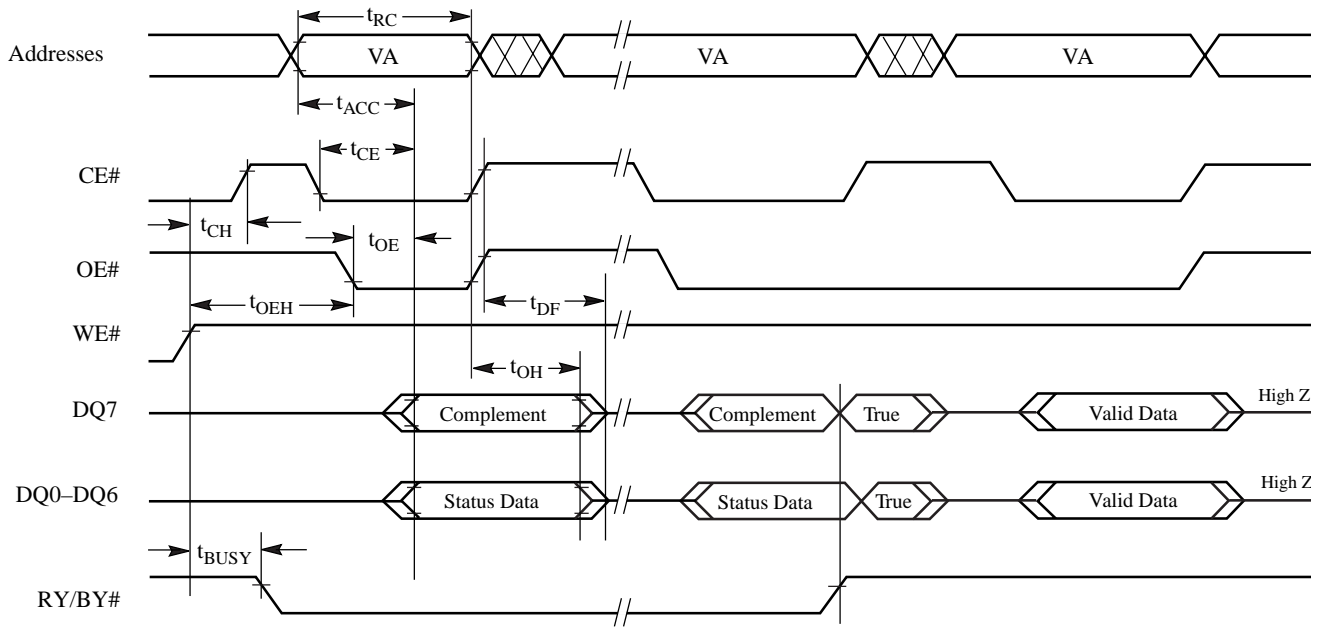 tRC
Addresses VA VA VA
tACC
tCE
CE#
tCH tOE
OE#
tOEH tDF
WE#
tOH
DQ7 Complement Complement True Valid Data High Z
DQ0–DQ6 Status Data Status Data True Valid Data High Z
tBUSY
RY/BY#